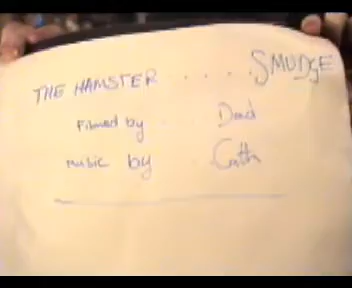 THE HAMSTER ..... SMUDGE
Filmed by .. Dad
music by .. Cath